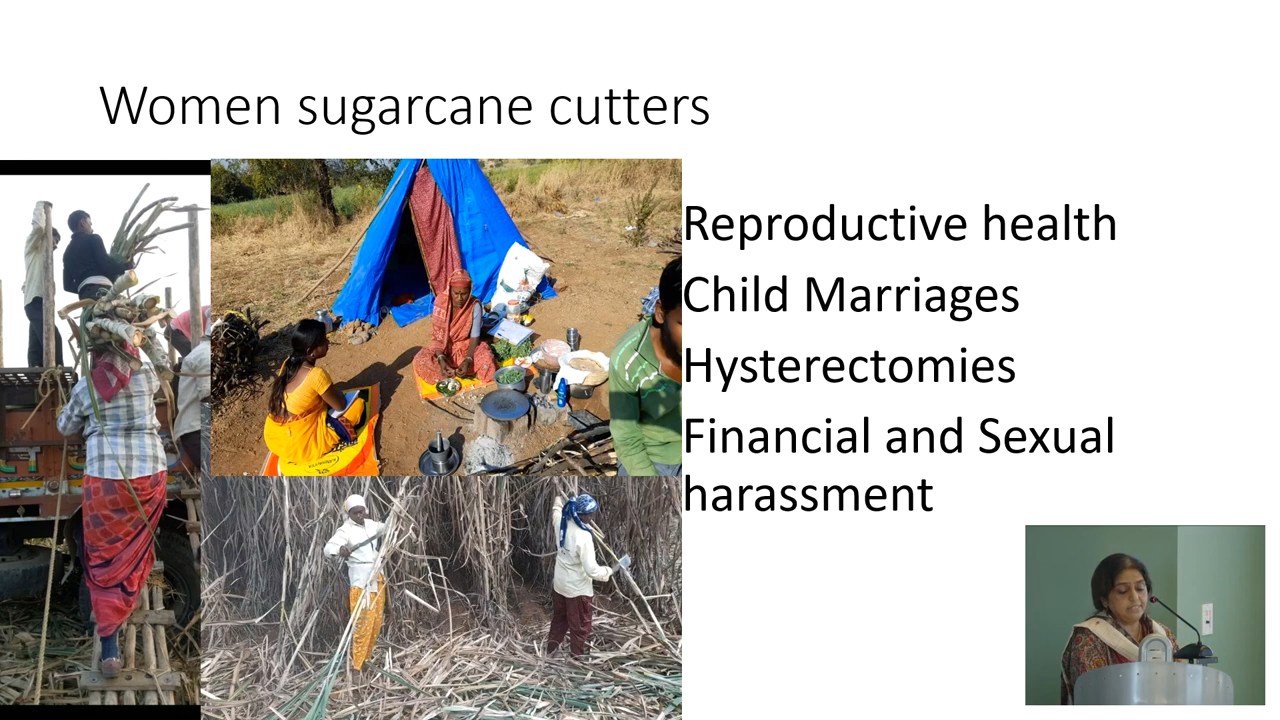 Women sugarcane cutters
Reproductive health
Child Marriages
Hysterectomies
Financial and Sexual
harassment